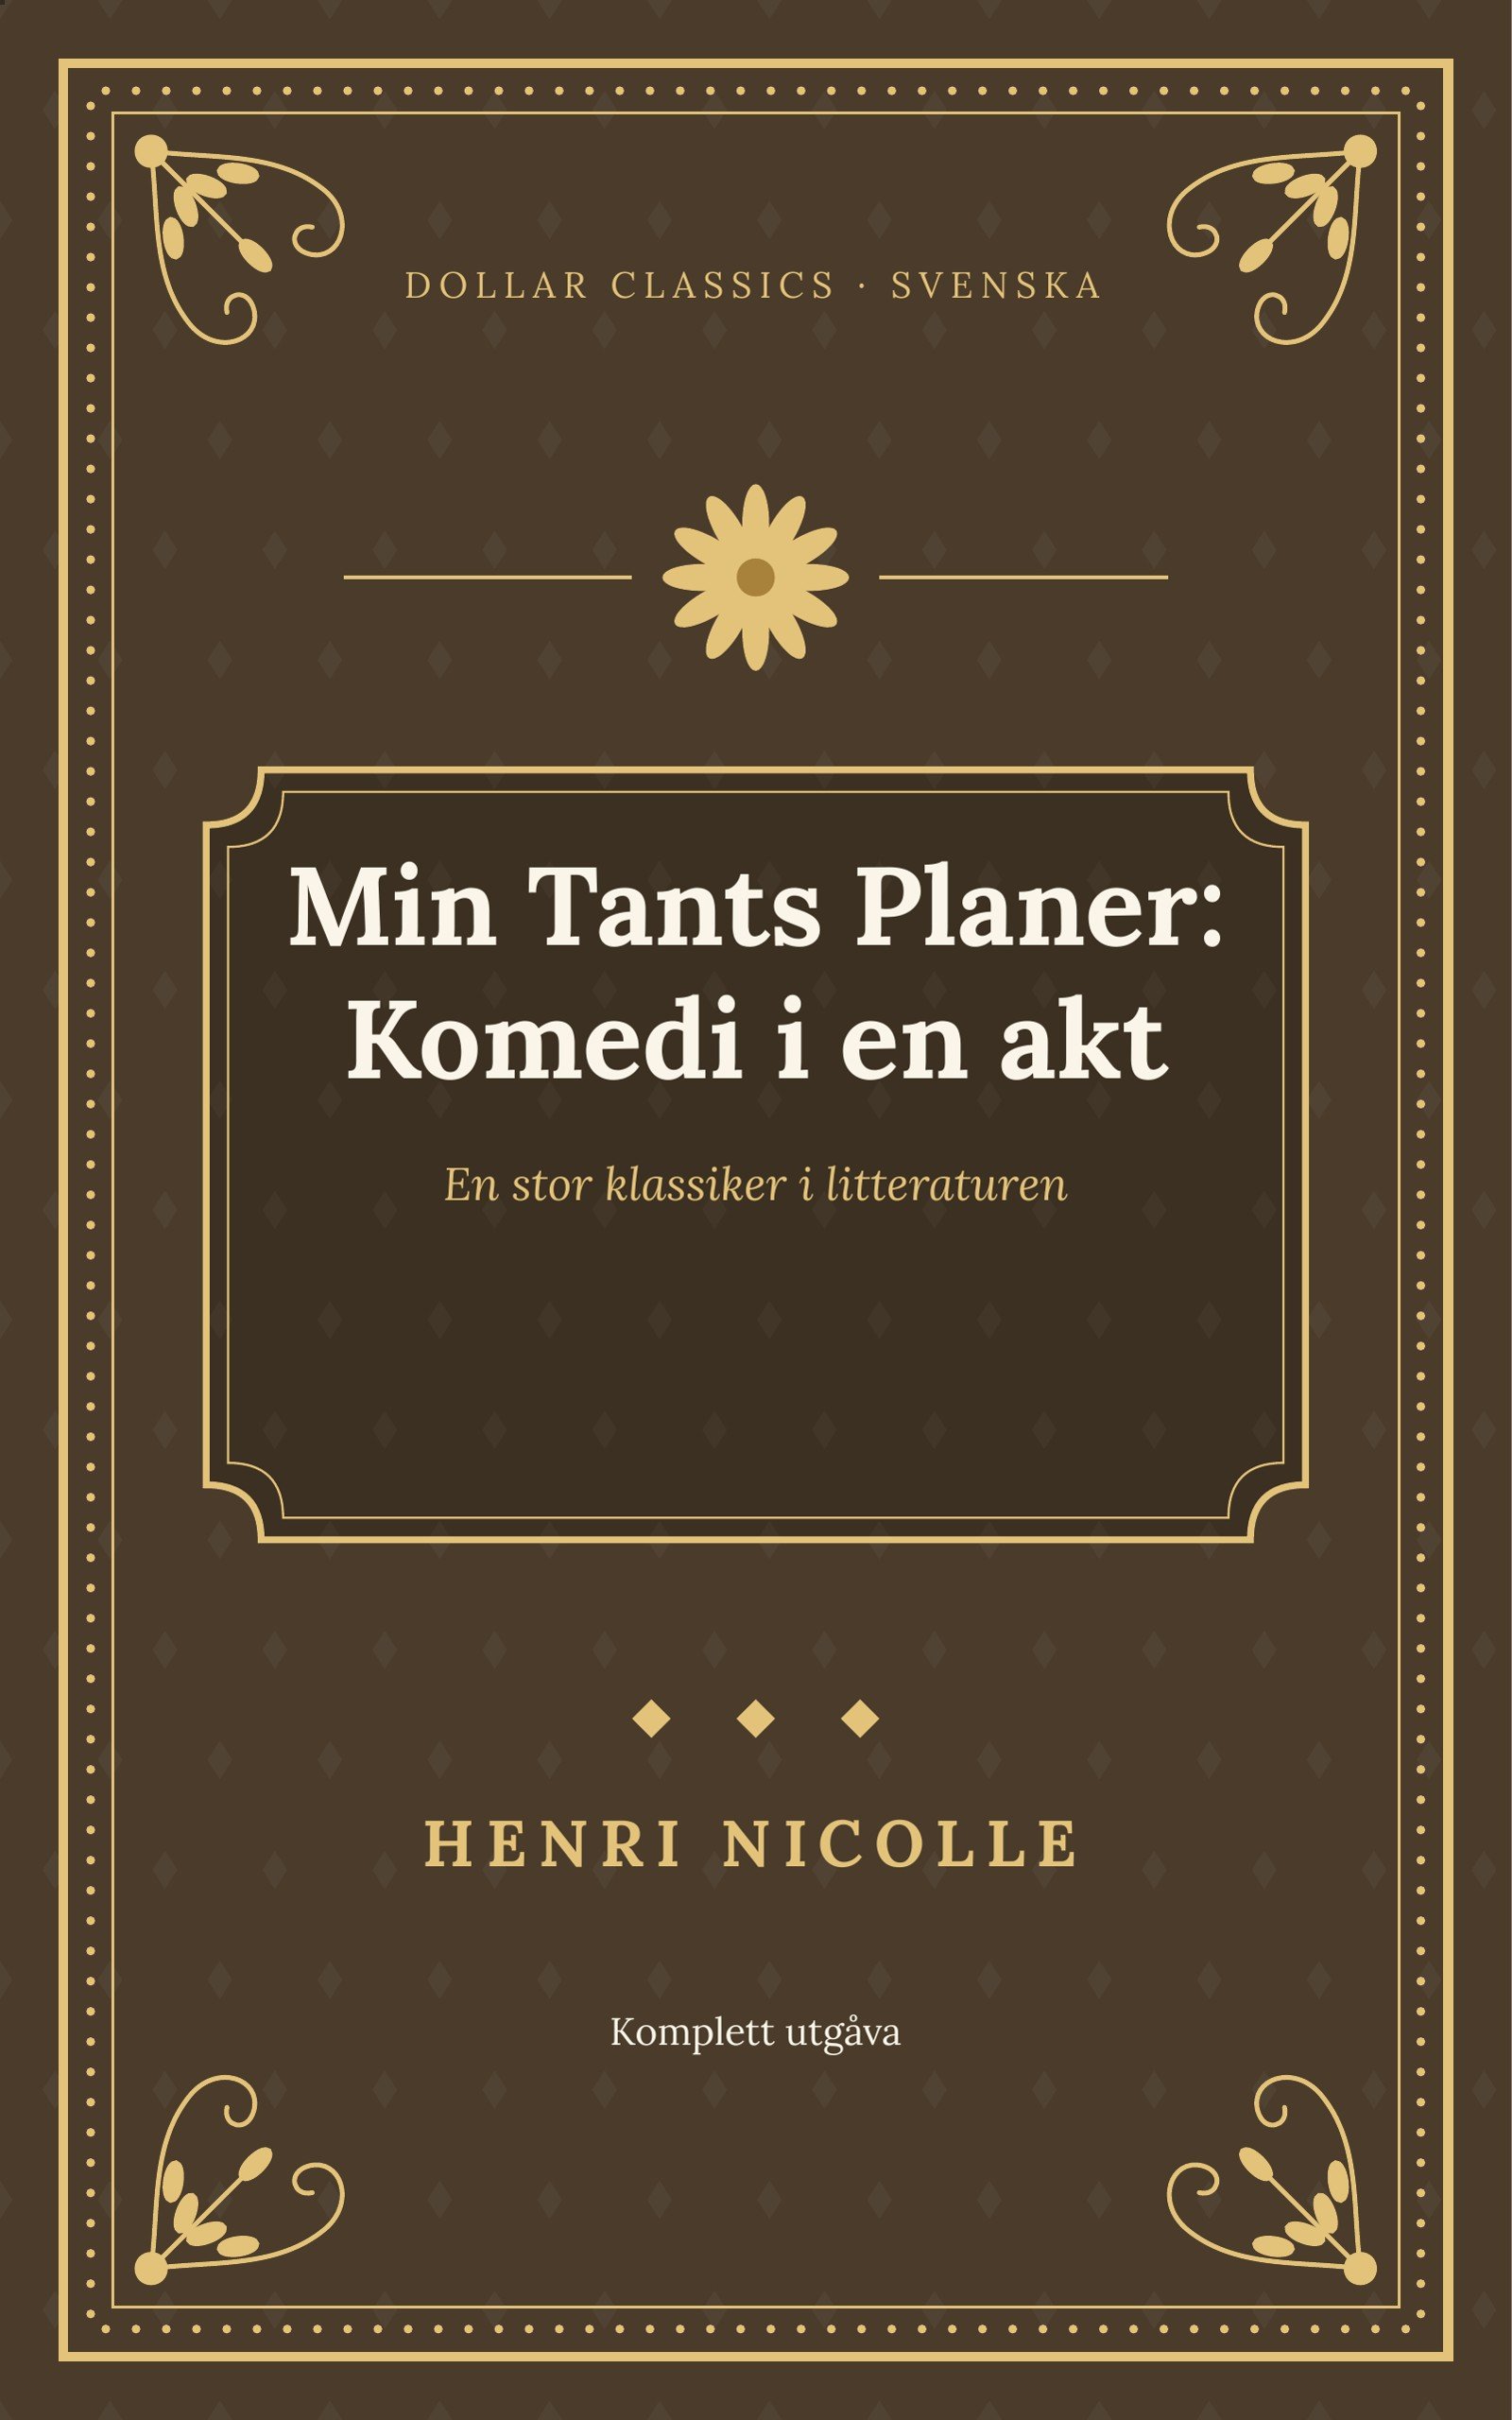 DOLLAR CLASSICS · SVENSKA
Min Tants Planer:
Komedi i en akt
En stor klassiker i litteraturen
HENRI NICOLLE
Komplett utgåva